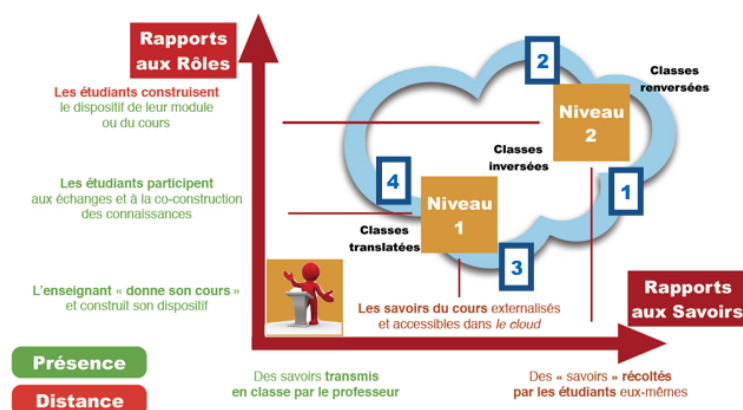 Rapports
aux Rôles
Les étudiants construisent
le dispositif de leur module
ou du cours
Les étudiants participent
aux échanges et à la co-construction
des connaissances
L'enseignant « donne son cours »
et construit son dispositif
Présence
Distance
2
Classes
renversées
Niveau
2
Classes
inversées
1
4
Niveau
1
Classes
translatées
3
Les savoirs du cours externalisés
et accessibles dans le cloud
Rapports
aux Savoirs
Des savoirs transmis
en classe par le professeur
Des « savoirs » récoltés
par les étudiants eux-mêmes